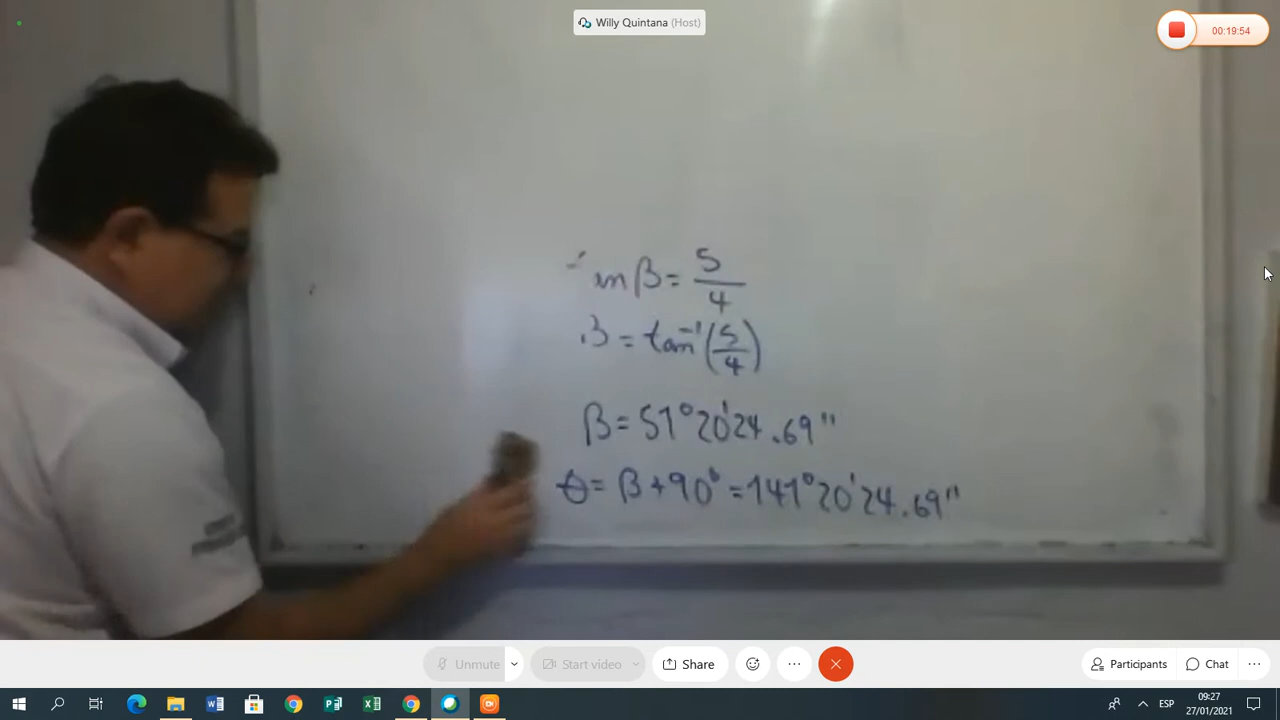 Willy Quintana (Host)
00:19:54
β = 5/4
β = tan⁻¹(5/4)
β = 51°20'24.69"
θ = β + 90° = 141°20'24.69"
Unmute
Start video
Share
Participants
Chat
ESP
09:27
27/01/2021